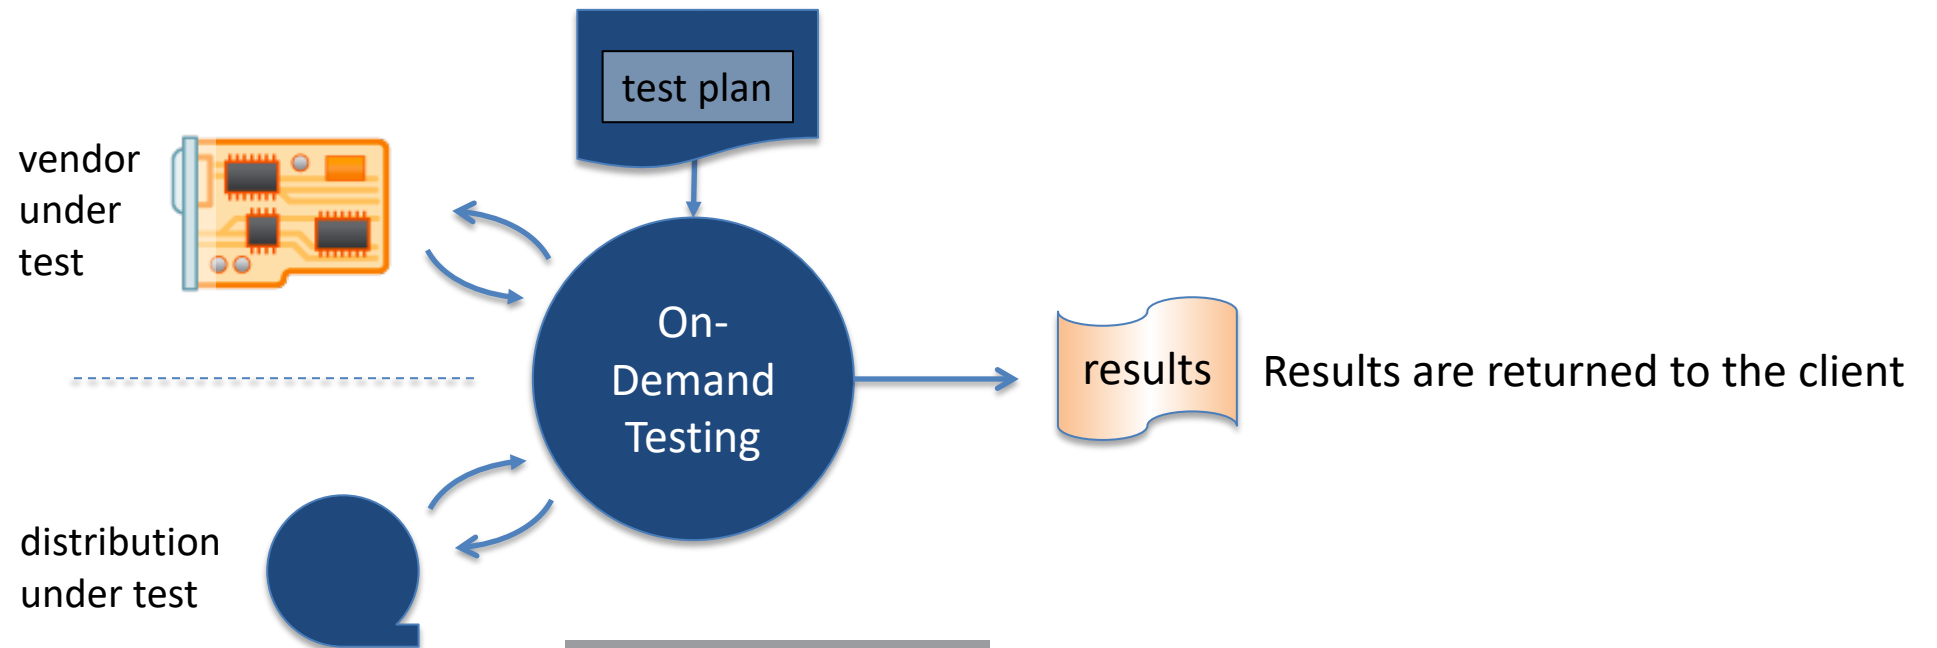 test plan
vendor
under
test
On-
Demand
Testing
results
Results are returned to the client
distribution
under test